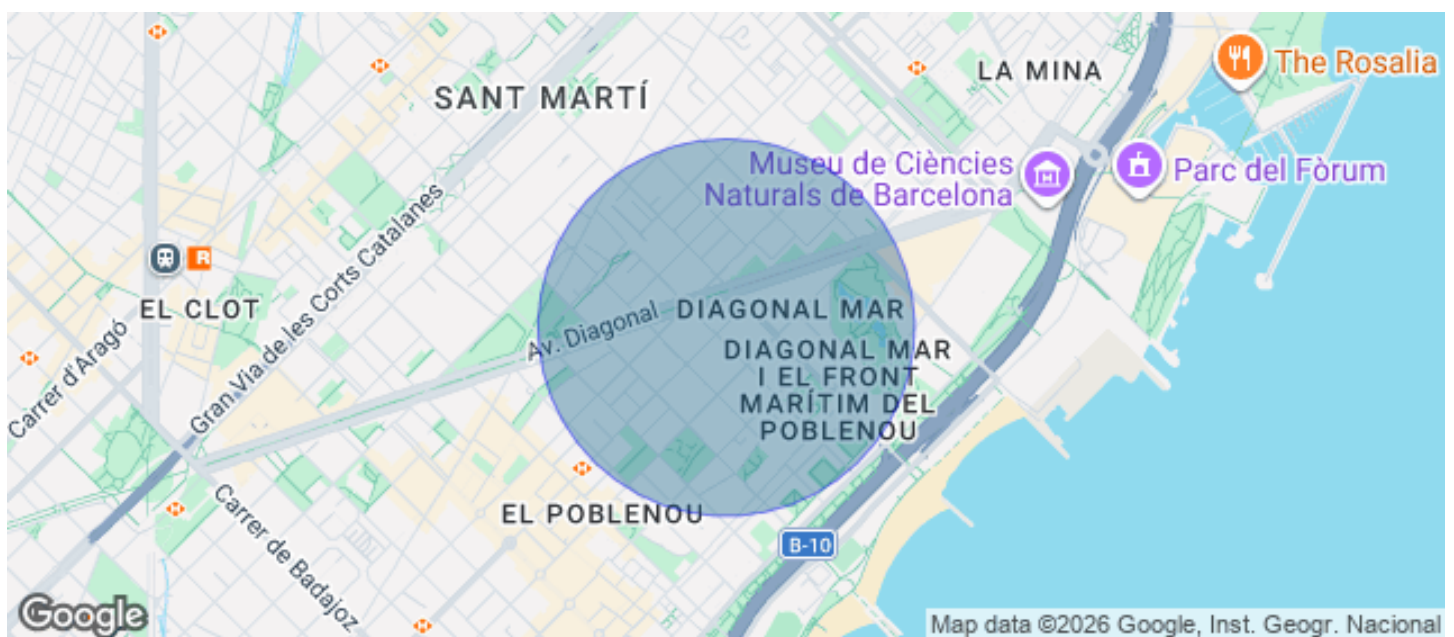 LA MINA
The Rosalia
SANT MARTÍ
Museu de Ciències
Naturals de Barcelona
Parc del Fòrum
Gran Via de les Corts Catalanes
EL CLOT
R
Carrer d'Aragó
Av. Diagonal
DIAGONAL MAR
DIAGONAL MAR
I EL FRONT
MARÍTIM DEL
POBLENOU
EL POBLENOU
Carrer de Badajoz
B-10
Google
Map data ©2026 Google, Inst. Geogr. Nacional